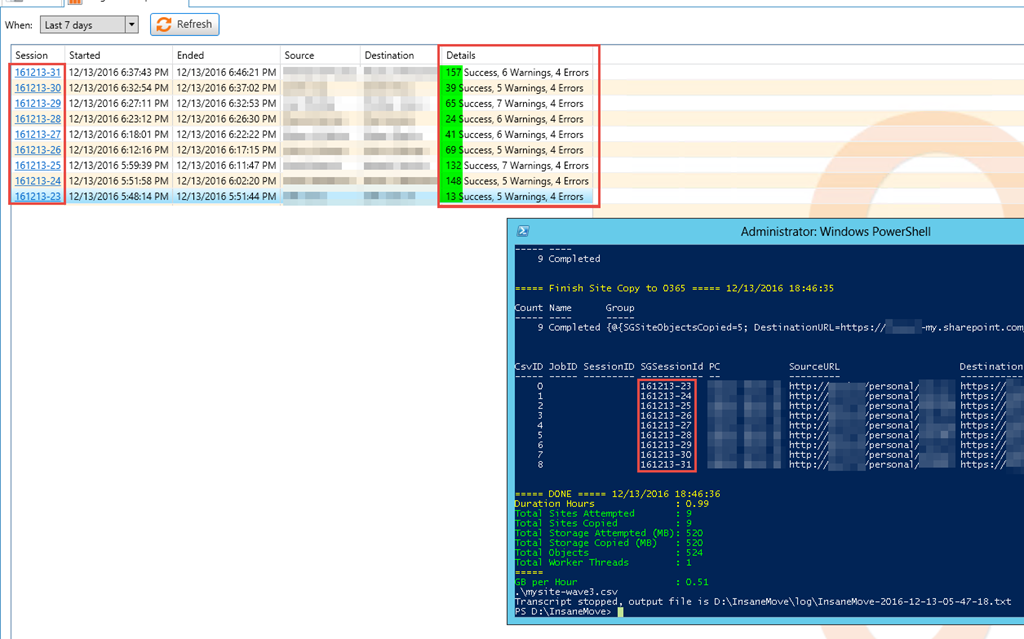 When: Last 7 days Refresh
Session Started Ended Source Destination Details
161213-31 12/13/2016 6:37:43 PM 12/13/2016 6:46:21 PM 157 Success, 6 Warnings, 4 Errors
161213-30 12/13/2016 6:32:54 PM 12/13/2016 6:37:02 PM 39 Success, 5 Warnings, 4 Errors
161213-29 12/13/2016 6:27:11 PM 12/13/2016 6:32:53 PM 65 Success, 7 Warnings, 4 Errors
161213-28 12/13/2016 6:23:12 PM 12/13/2016 6:26:30 PM 24 Success, 6 Warnings, 4 Errors
161213-27 12/13/2016 6:18:01 PM 12/13/2016 6:22:22 PM 41 Success, 6 Warnings, 4 Errors
161213-26 12/13/2016 6:12:16 PM 12/13/2016 6:17:15 PM 69 Success, 5 Warnings, 4 Errors
161213-25 12/13/2016 5:59:39 PM 12/13/2016 6:11:47 PM 132 Success, 7 Warnings, 4 Errors
161213-24 12/13/2016 5:51:58 PM 12/13/2016 6:02:20 PM 148 Success, 5 Warnings, 4 Errors
161213-23 12/13/2016 5:48:14 PM 12/13/2016 5:51:44 PM 13 Success, 5 Warnings, 4 Errors
Administrator: Windows PowerShell
----- ----
9 Completed
===== Finish Site Copy to O365 ===== 12/13/2016 18:46:35
Count Name Group
----- ---- -----
9 Completed {@{SGSiteObjectsCopied=5; DestinationURL=https:// -my.sharepoint.com
CsvID JobID SessionID SGSessionId PC SourceURL Destination
----- ----- --------- ----------- -- --------- -----------
0 161213-23 http:// /personal/ https://
1 161213-24 http:// /personal/ https://
2 161213-25 http:// /personal/ https://
3 161213-26 http:// /personal/ https://
4 161213-27 http:// /personal/ https://
5 161213-28 http:// /personal/ https://
6 161213-29 http:// /personal/ https://
7 161213-30 http:// /personal/ https://
8 161213-31 http:// /personal/ https://
===== DONE ===== 12/13/2016 18:46:36
Duration Hours : 0.99
Total Sites Attempted : 9
Total Sites Copied : 9
Total Storage Attempted (MB): 520
Total Storage Copied (MB) : 520
Total Objects : 524
Total Worker Threads : 1
=====
GB per Hour : 0.51
.\mysite-wave3.csv
Transcript stopped, output file is D:\InsaneMove\log\InsaneMove-2016-12-13-05-47-18.txt
PS D:\InsaneMove>